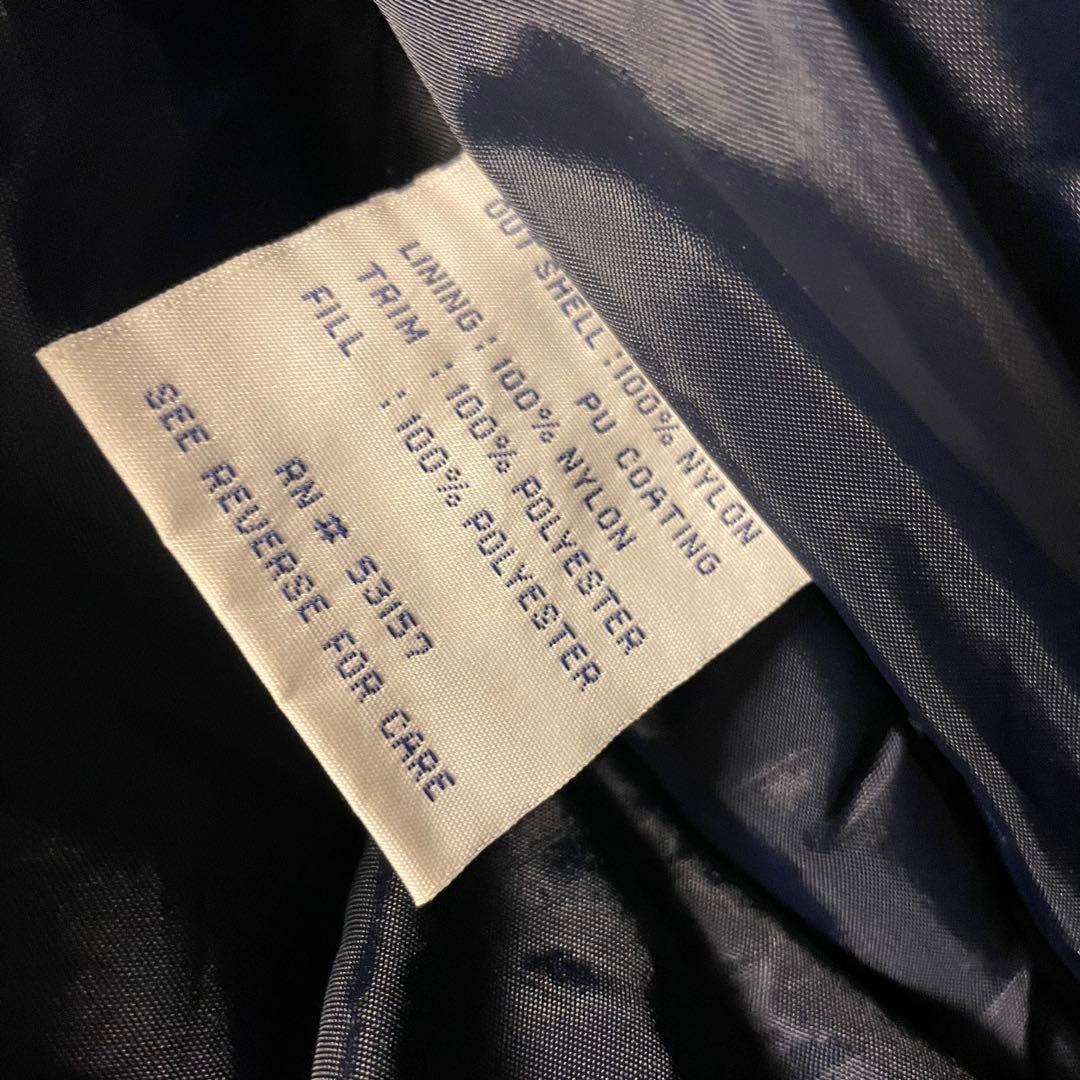 OUT SHELL : 100% NYLON
PU COATING
LINING : 100% NYLON
TRIM : 100% POLYESTER
FILL : 100% POLYESTER
RN # 53157
SEE REVERSE FOR CARE